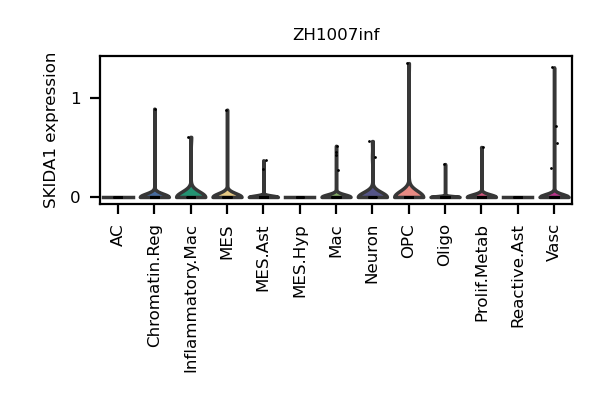 ZH1007inf
SKIDA1 expression
1
0
AC
Chromatin.Reg
Inflammatory.Mac
MES
MES.Ast
MES.Hyp
Mac
Neuron
OPC
Oligo
Prolif.Metab
Reactive.Ast
Vasc